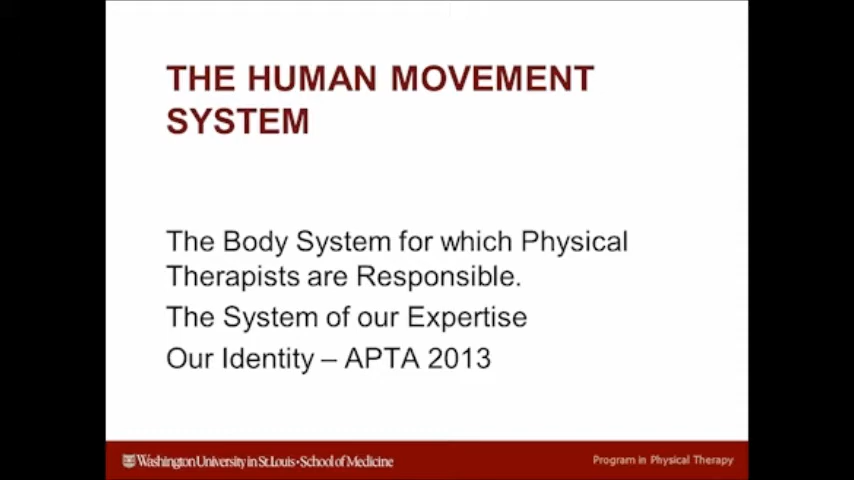 THE HUMAN MOVEMENT
SYSTEM
The Body System for which Physical
Therapists are Responsible.
The System of our Expertise
Our Identity – APTA 2013
Washington University in St. Louis • School of Medicine
Program in Physical Therapy